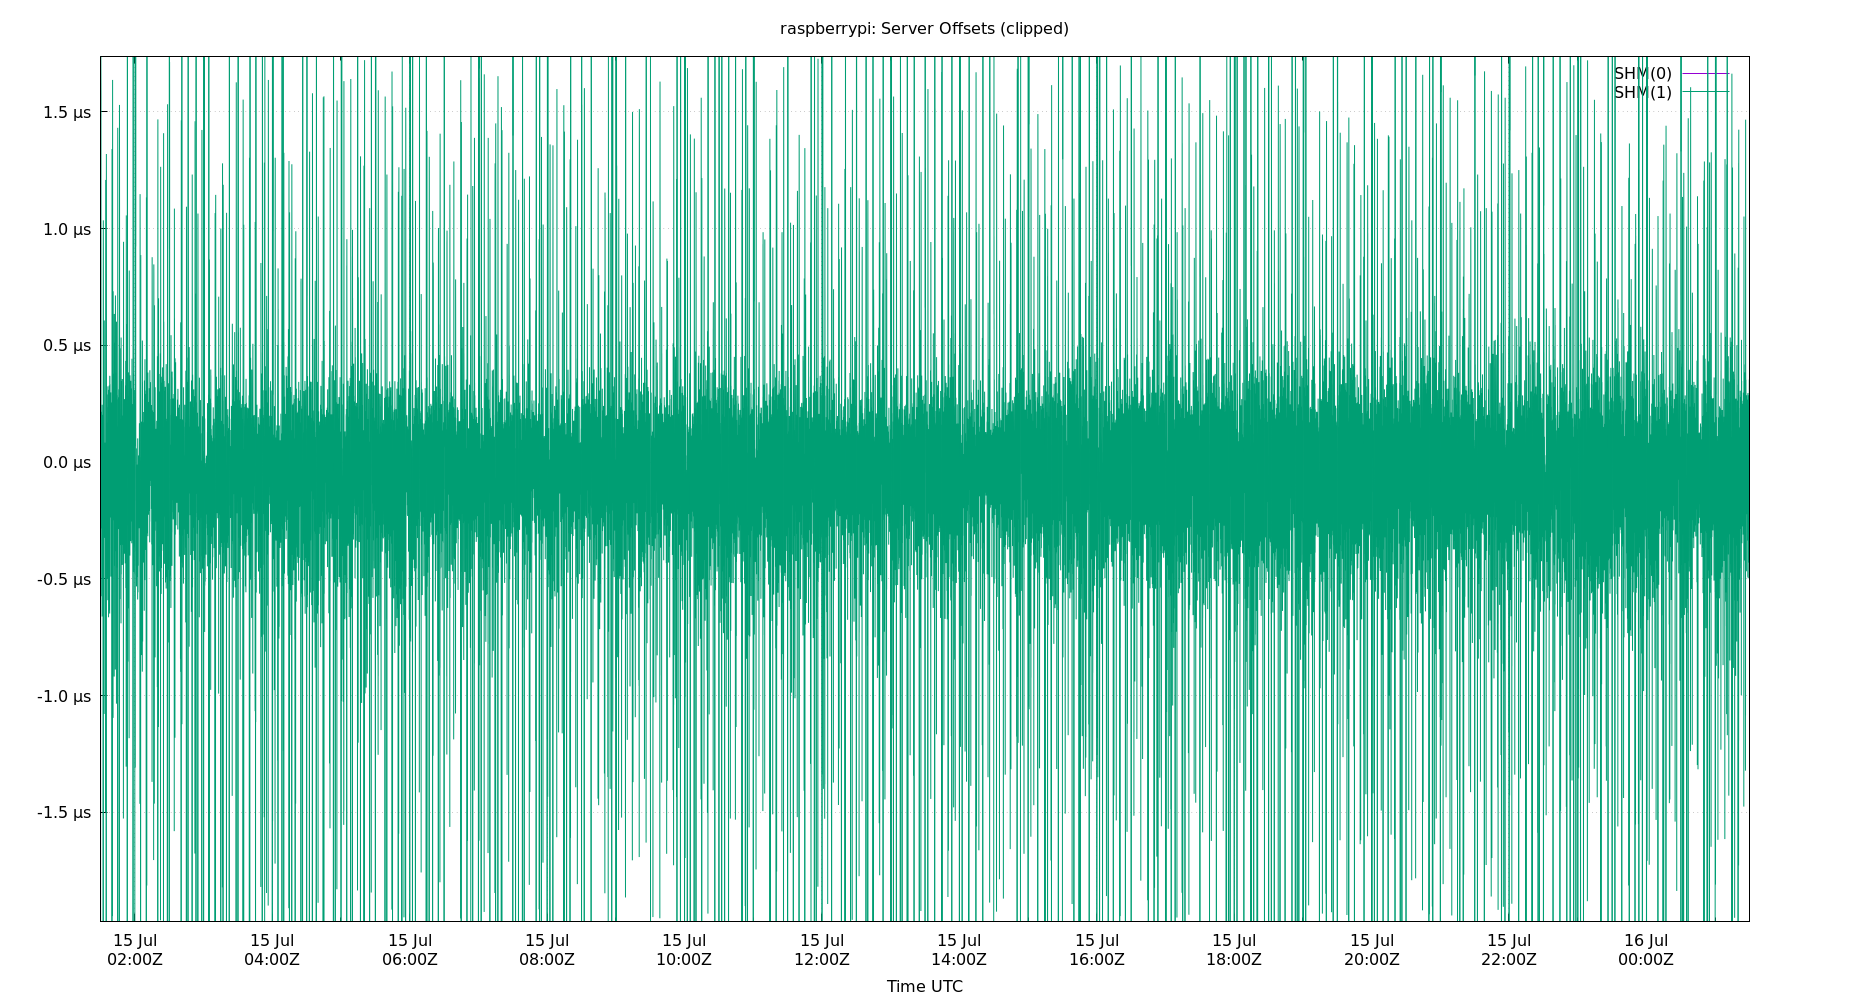 raspberrypi: Server Offsets (clipped)
SHM(0)
SHM(1)
1.5 µs
1.0 µs
0.5 µs
0.0 µs
-0.5 µs
-1.0 µs
-1.5 µs
15 Jul 15 Jul 15 Jul 15 Jul 15 Jul 15 Jul 15 Jul 15 Jul 15 Jul 15 Jul 15 Jul 16 Jul
02:00Z 04:00Z 06:00Z 08:00Z 10:00Z 12:00Z 14:00Z 16:00Z 18:00Z 20:00Z 22:00Z 00:00Z
Time UTC